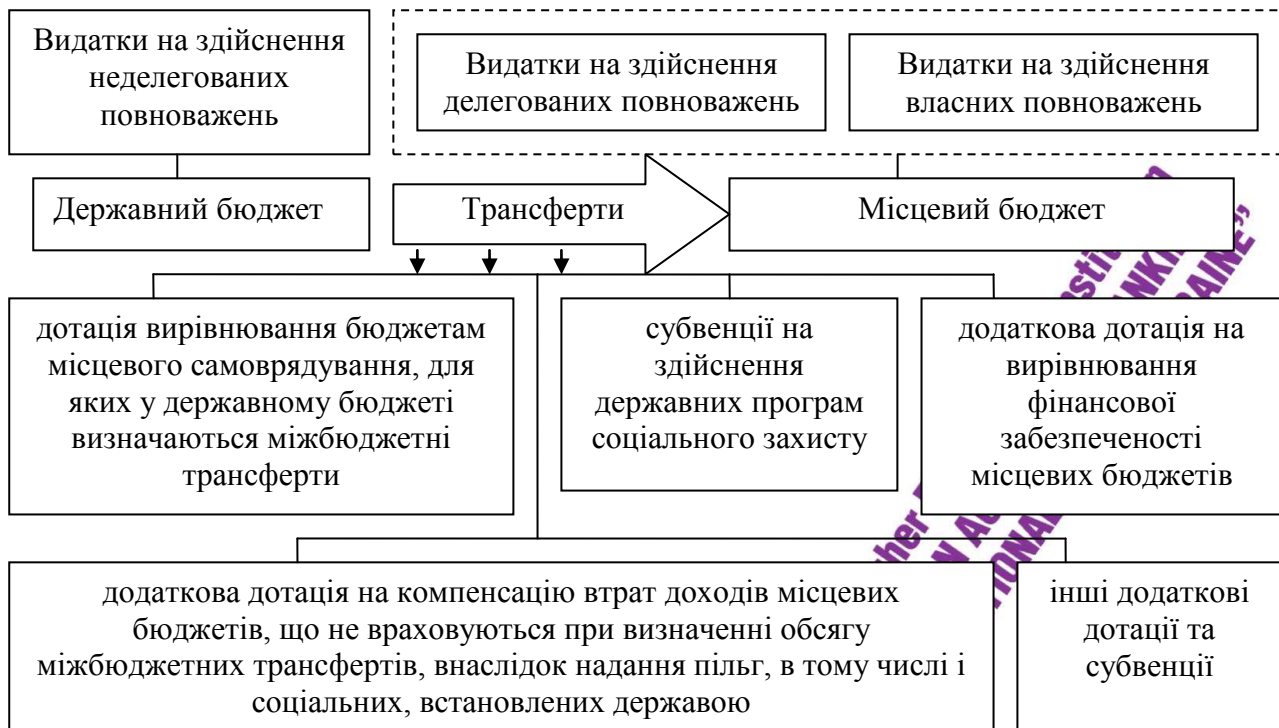 Видатки на здійснення
неделегованих
повноважень
Видатки на здійснення
делегованих повноважень
Видатки на здійснення
власних повноважень
Державний бюджет
Трансферти
Місцевий бюджет
дотація вирівнювання бюджетам
місцевого самоврядування, для
яких у державному бюджеті
визначаються міжбюджетні
трансферти
субвенції на
здійснення
державних програм
соціального захисту
додаткова дотація на
вирівнювання
фінансової
забезпеченості
місцевих бюджетів
додаткова дотація на компенсацію втрат доходів місцевих
бюджетів, що не враховуються при визначенні обсягу
міжбюджетних трансфертів, внаслідок надання пільг, в тому числі і
соціальних, встановлених державою
інші додаткові
дотації та
субвенції